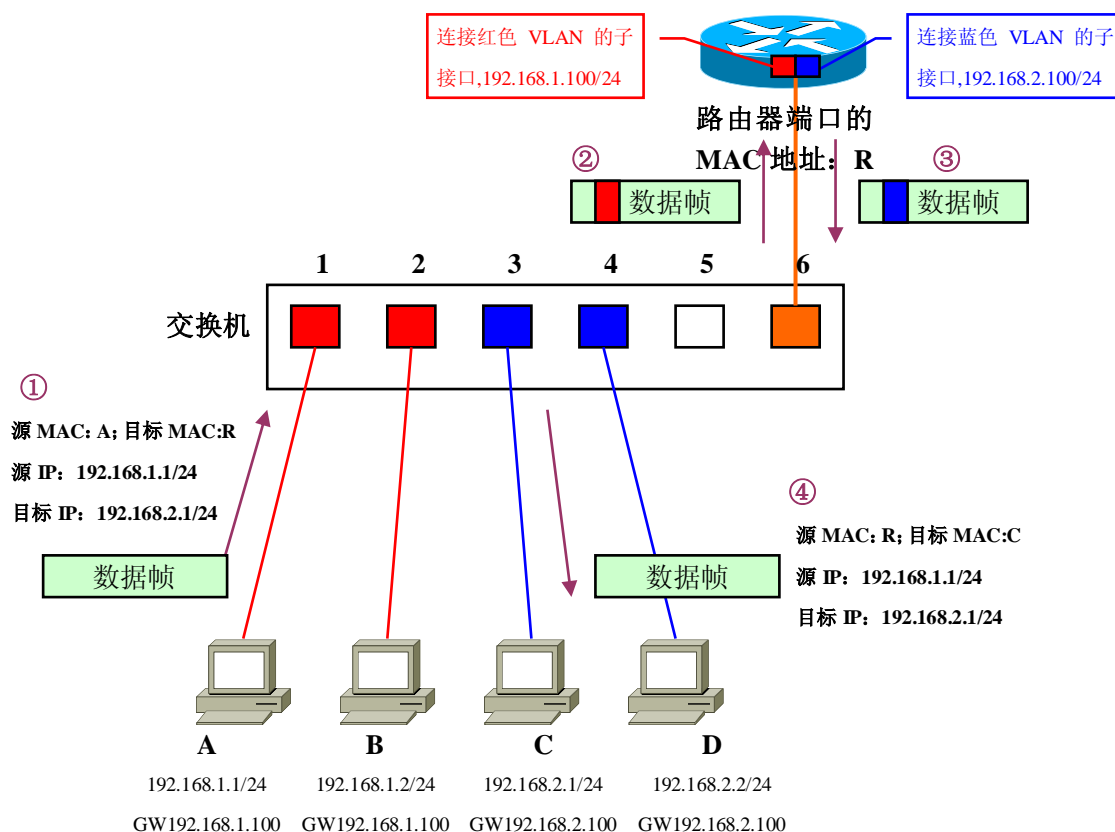 连接红色 VLAN 的子
接口,192.168.1.100/24
连接蓝色 VLAN 的子
接口,192.168.2.100/24
路由器端口的
MAC 地址：R
②
数据帧
③
数据帧
1 2 3 4 5 6
交换机
①
源 MAC: A; 目标 MAC:R
源 IP：192.168.1.1/24
目标 IP：192.168.2.1/24
数据帧
④
源 MAC: R; 目标 MAC:C
源 IP：192.168.1.1/24
目标 IP：192.168.2.1/24
数据帧
A B C D
192.168.1.1/24 192.168.1.2/24 192.168.2.1/24 192.168.2.2/24
GW192.168.1.100 GW192.168.1.100 GW192.168.2.100 GW192.168.2.100